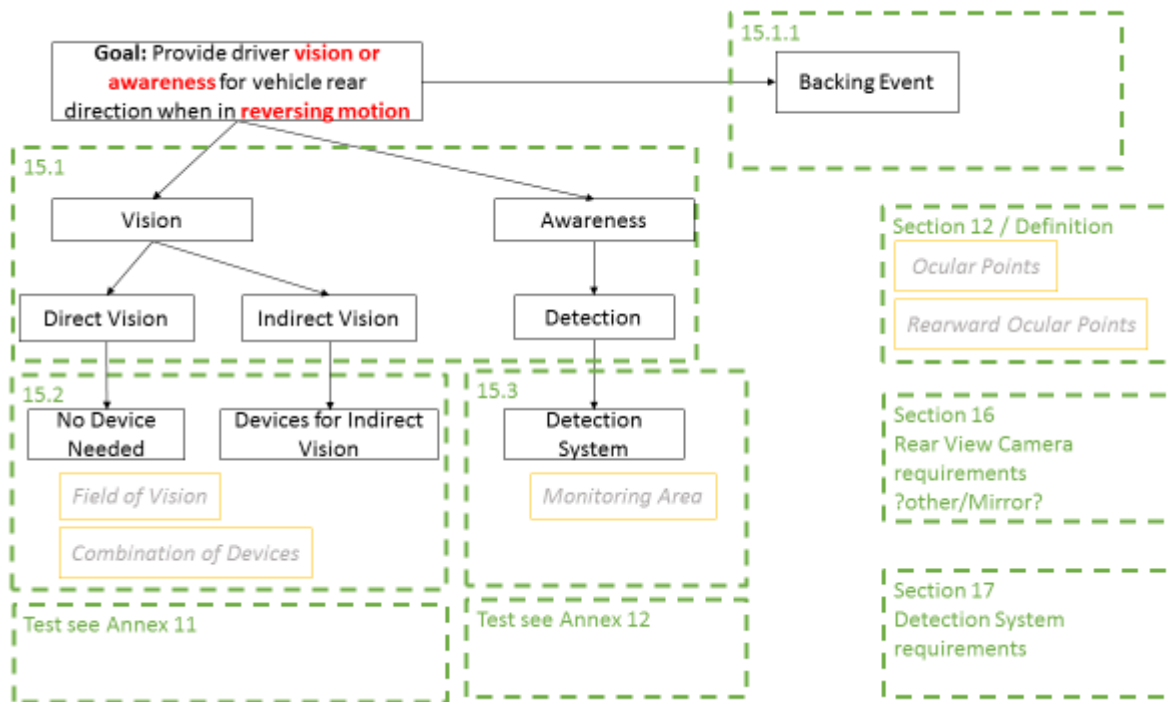 Goal: Provide driver vision or
awareness for vehicle rear
direction when in reversing motion
15.1.1
Backing Event
15.1
Vision
Awareness
Direct Vision
Indirect Vision
Detection
Section 12 / Definition
Ocular Points
Rearward Ocular Points
15.2
No Device
Needed
Devices for Indirect
Vision
Field of Vision
Combination of Devices
15.3
Detection
System
Monitoring Area
Section 16
Rear View Camera
requirements
?other/Mirror?
Test see Annex 11
Test see Annex 12
Section 17
Detection System
requirements